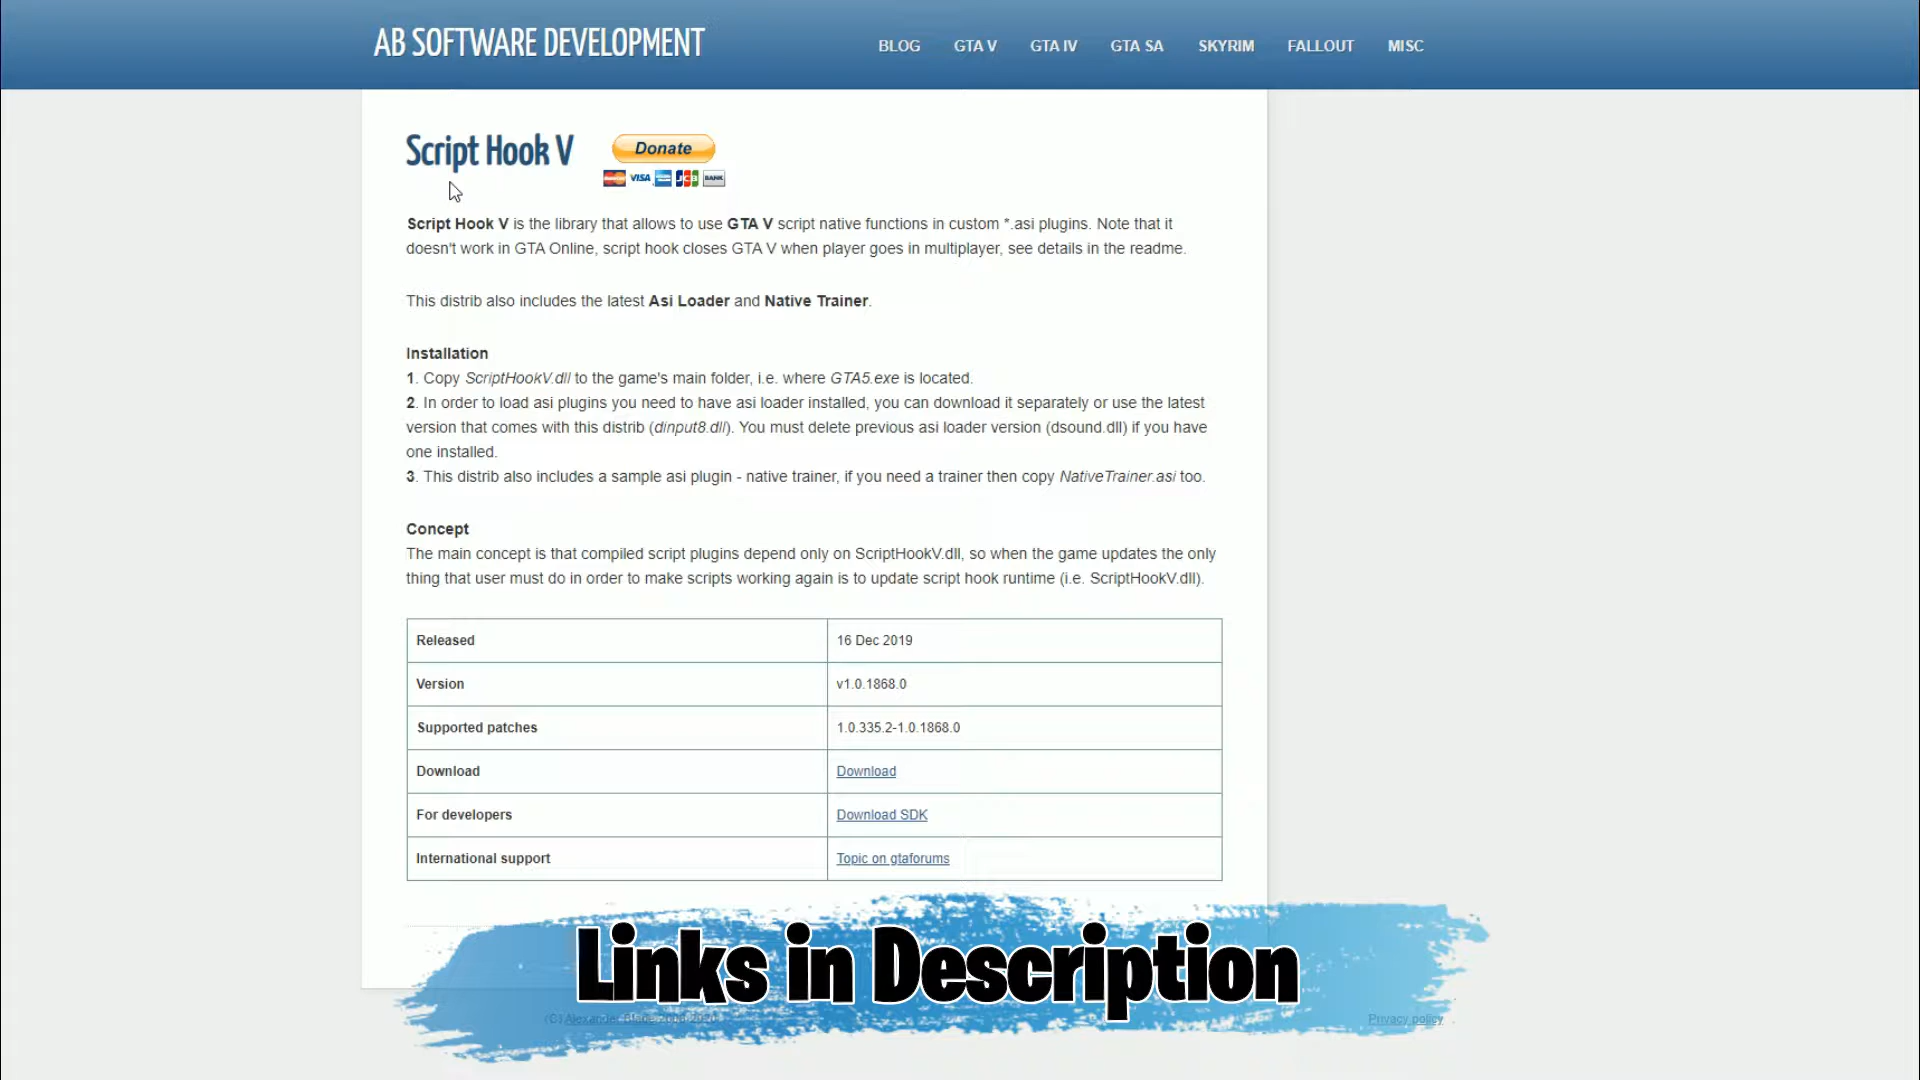 AB SOFTWARE DEVELOPMENT
BLOG GTA V GTA IV GTA SA SKYRIM FALLOUT MISC
Script Hook V
Donate
VISA JCB BANK
Script Hook V is the library that allows to use GTA V script native functions in custom *.asi plugins. Note that it
doesn't work in GTA Online, script hook closes GTA V when player goes in multiplayer, see details in the readme.
This distrib also includes the latest Asi Loader and Native Trainer.
Installation
1. Copy ScriptHookV.dll to the game's main folder, i.e. where GTA5.exe is located.
2. In order to load asi plugins you need to have asi loader installed, you can download it separately or use the latest
version that comes with this distrib (dinput8.dll). You must delete previous asi loader version (dsound.dll) if you have
one installed.
3. This distrib also includes a sample asi plugin - native trainer, if you need a trainer then copy NativeTrainer.asi too.
Concept
The main concept is that compiled script plugins depend only on ScriptHookV.dll, so when the game updates the only
thing that user must do in order to make scripts working again is to update script hook runtime (i.e. ScriptHookV.dll).
Released 16 Dec 2019
Version v1.0.1868.0
Supported patches 1.0.335.2-1.0.1868.0
Download Download
For developers Download SDK
International support Topic on gtaforums
Links in Description
(C) Alexander
Privacy policy